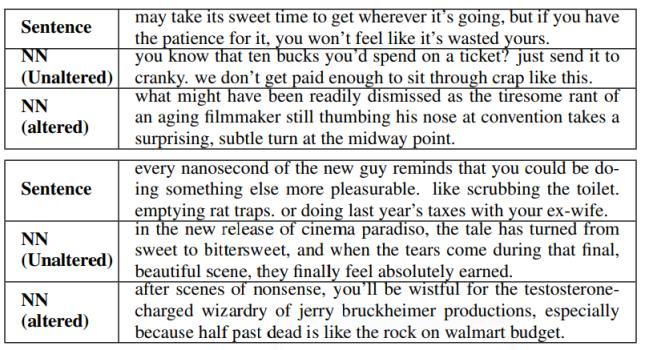 Sentence
may take its sweet time to get wherever it's going, but if you have
the patience for it, you won't feel like it's wasted yours.
NN
(Unaltered)
you know that ten bucks you'd spend on a ticket? just send it to
cranky. we don't get paid enough to sit through crap like this.
NN
(altered)
what might have been readily dismissed as the tiresome rant of
an aging filmmaker still thumbing his nose at convention takes a
surprising, subtle turn at the midway point.
Sentence
every nanosecond of the new guy reminds that you could be do-
ing something else more pleasurable. like scrubbing the toilet.
emptying rat traps. or doing last year's taxes with your ex-wife.
NN
(Unaltered)
in the new release of cinema paradiso, the tale has turned from
sweet to bittersweet, and when the tears come during that final,
beautiful scene, they finally feel absolutely earned.
NN
(altered)
after scenes of nonsense, you'll be wistful for the testosterone-
charged wizardry of jerry bruckheimer productions, especially
because half past dead is like the rock on walmart budget.